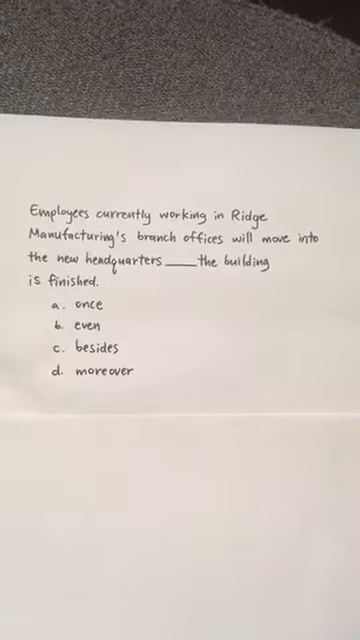 Employees currently working in Ridge
Manufacturing's branch offices will move into
the new headquarters ____ the building
is finished.
a. once
b. even
c. besides
d. moreover